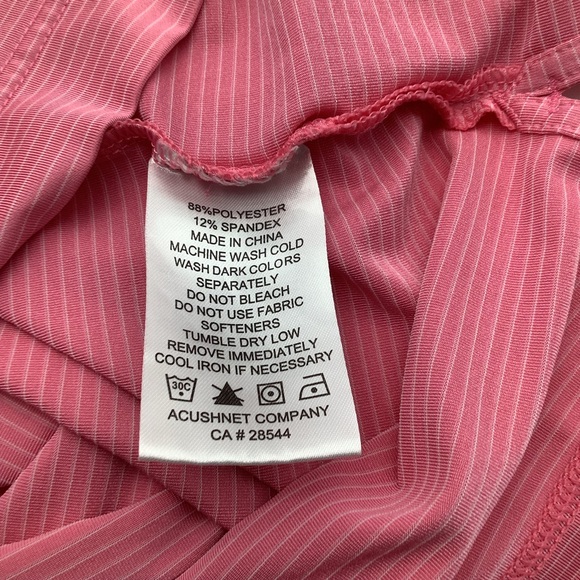 88%POLYESTER
12% SPANDEX
MADE IN CHINA
MACHINE WASH COLD
WASH DARK COLORS
SEPARATELY
DO NOT BLEACH
DO NOT USE FABRIC
SOFTENERS
TUMBLE DRY LOW
REMOVE IMMEDIATELY
COOL IRON IF NECESSARY
30C
ACUSHNET COMPANY
CA # 28544